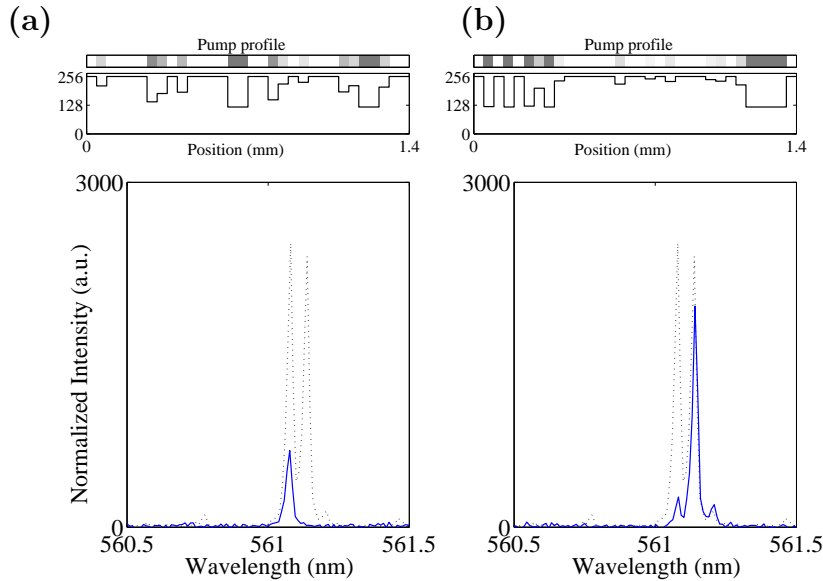 (a)
Pump profile
256
128
0
0
Position (mm)
1.4
3000
Normalized Intensity (a.u.)
0
560.5
561
561.5
Wavelength (nm)
(b)
Pump profile
256
128
0
0
Position (mm)
1.4
3000
0
560.5
561
561.5
Wavelength (nm)